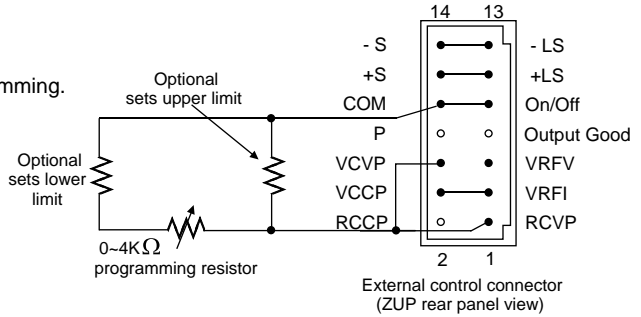 14 13
- S - LS
+S +LS
COM On/Off
P Output Good
VCVP VRFV
VCCP VRFI
RCCP RCVP
2 1
External control connector
(ZUP rear panel view)
mming.
Optional
sets upper limit
Optional
sets lower
limit
0~4KΩ
programming resistor